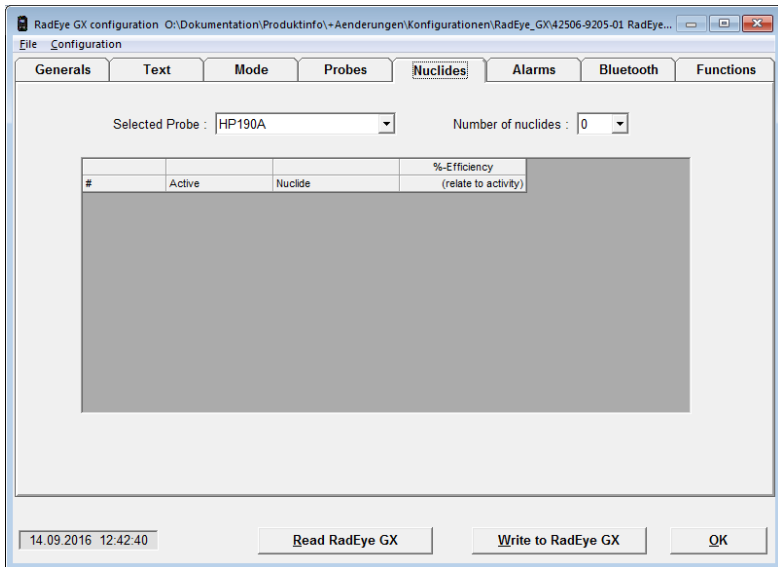 RadEye GX configuration O:\Dokumentation\Produktinfo\+Aenderungen\Konfigurationen\RadEye_GX\42506-9205-01 RadEye...
File Configuration
Generals Text Mode Probes Nuclides Alarms Bluetooth Functions
Selected Probe : HP190A Number of nuclides : 0
%-Efficiency
# Active Nuclide (relate to activity)
14.09.2016 12:42:40 Read RadEye GX Write to RadEye GX OK